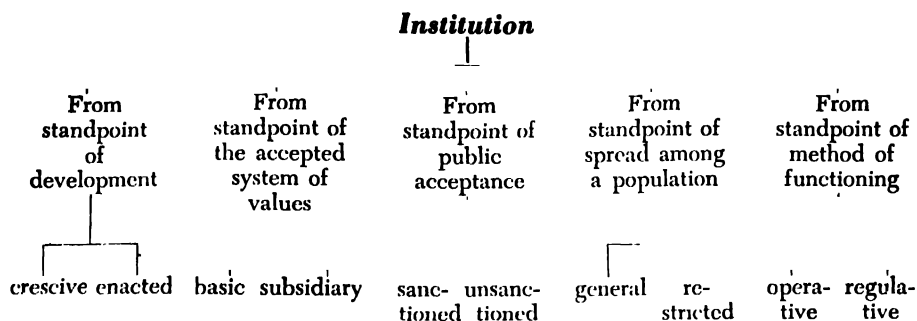 Institution
From
standpoint
of
development
From
standpoint of
the accepted
system of
values
From
standpoint of
public
acceptance
From
standpoint of
spread among
a population
From
standpoint of
method of
functioning
crescive enacted
basic subsidiary
sanc- unsanc-
tioned tioned
general re-
stricted
opera- regula-
tive tive